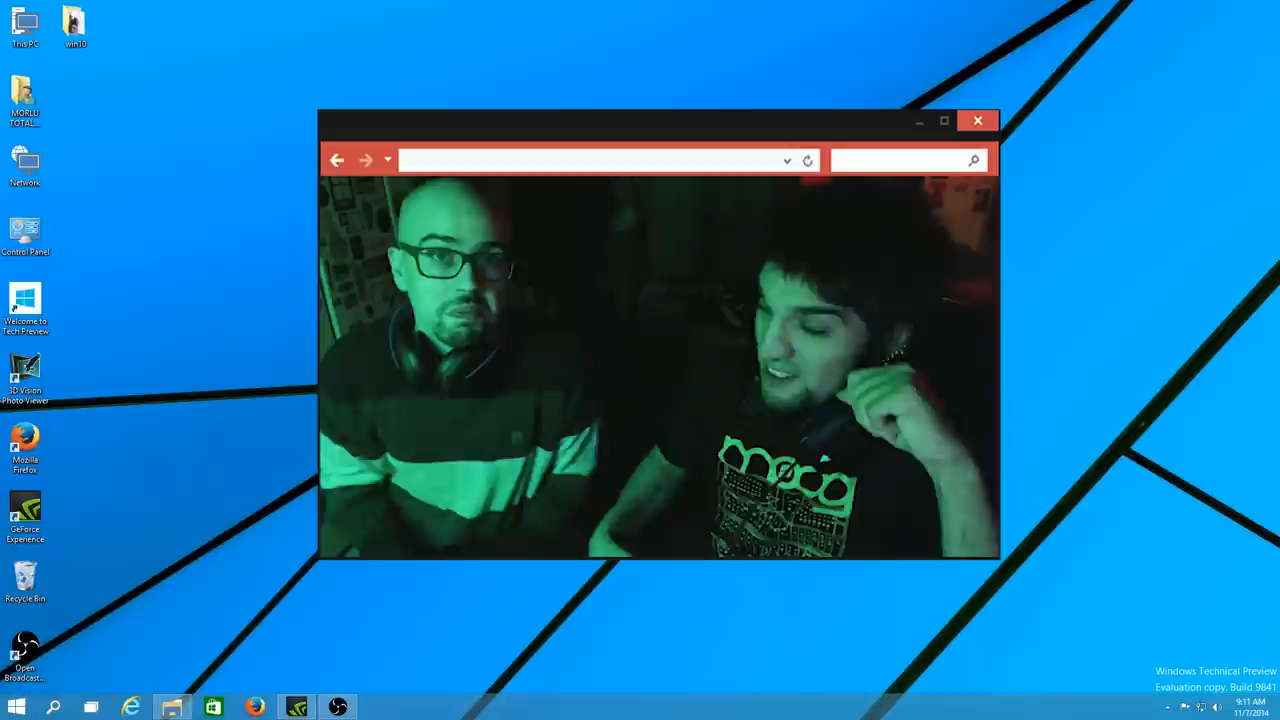 This PC
win10
MORLU
TOTAL...
Network
Control Panel
Welcome to
Tech Preview
3D Vision
Photo Viewer
Mozilla
Firefox
GeForce
Experience
Recycle Bin
Open
Broadcast...
moog
Windows Technical Preview
Evaluation copy. Build 9841
9:11 AM
11/7/2014